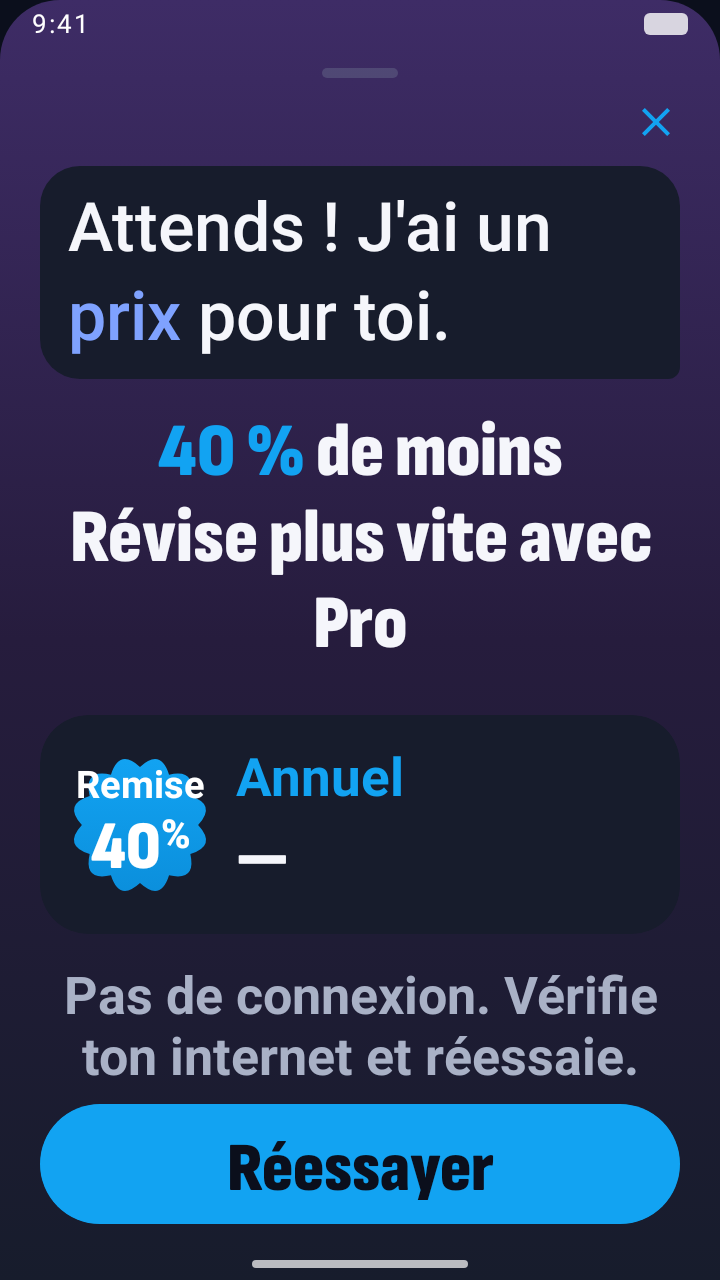 9:41
Attends ! J'ai un
prix pour toi.
40 % de moins
Révise plus vite avec
Pro
Remise
40%
Annuel
—
Pas de connexion. Vérifie
ton internet et réessaie.
Réessayer